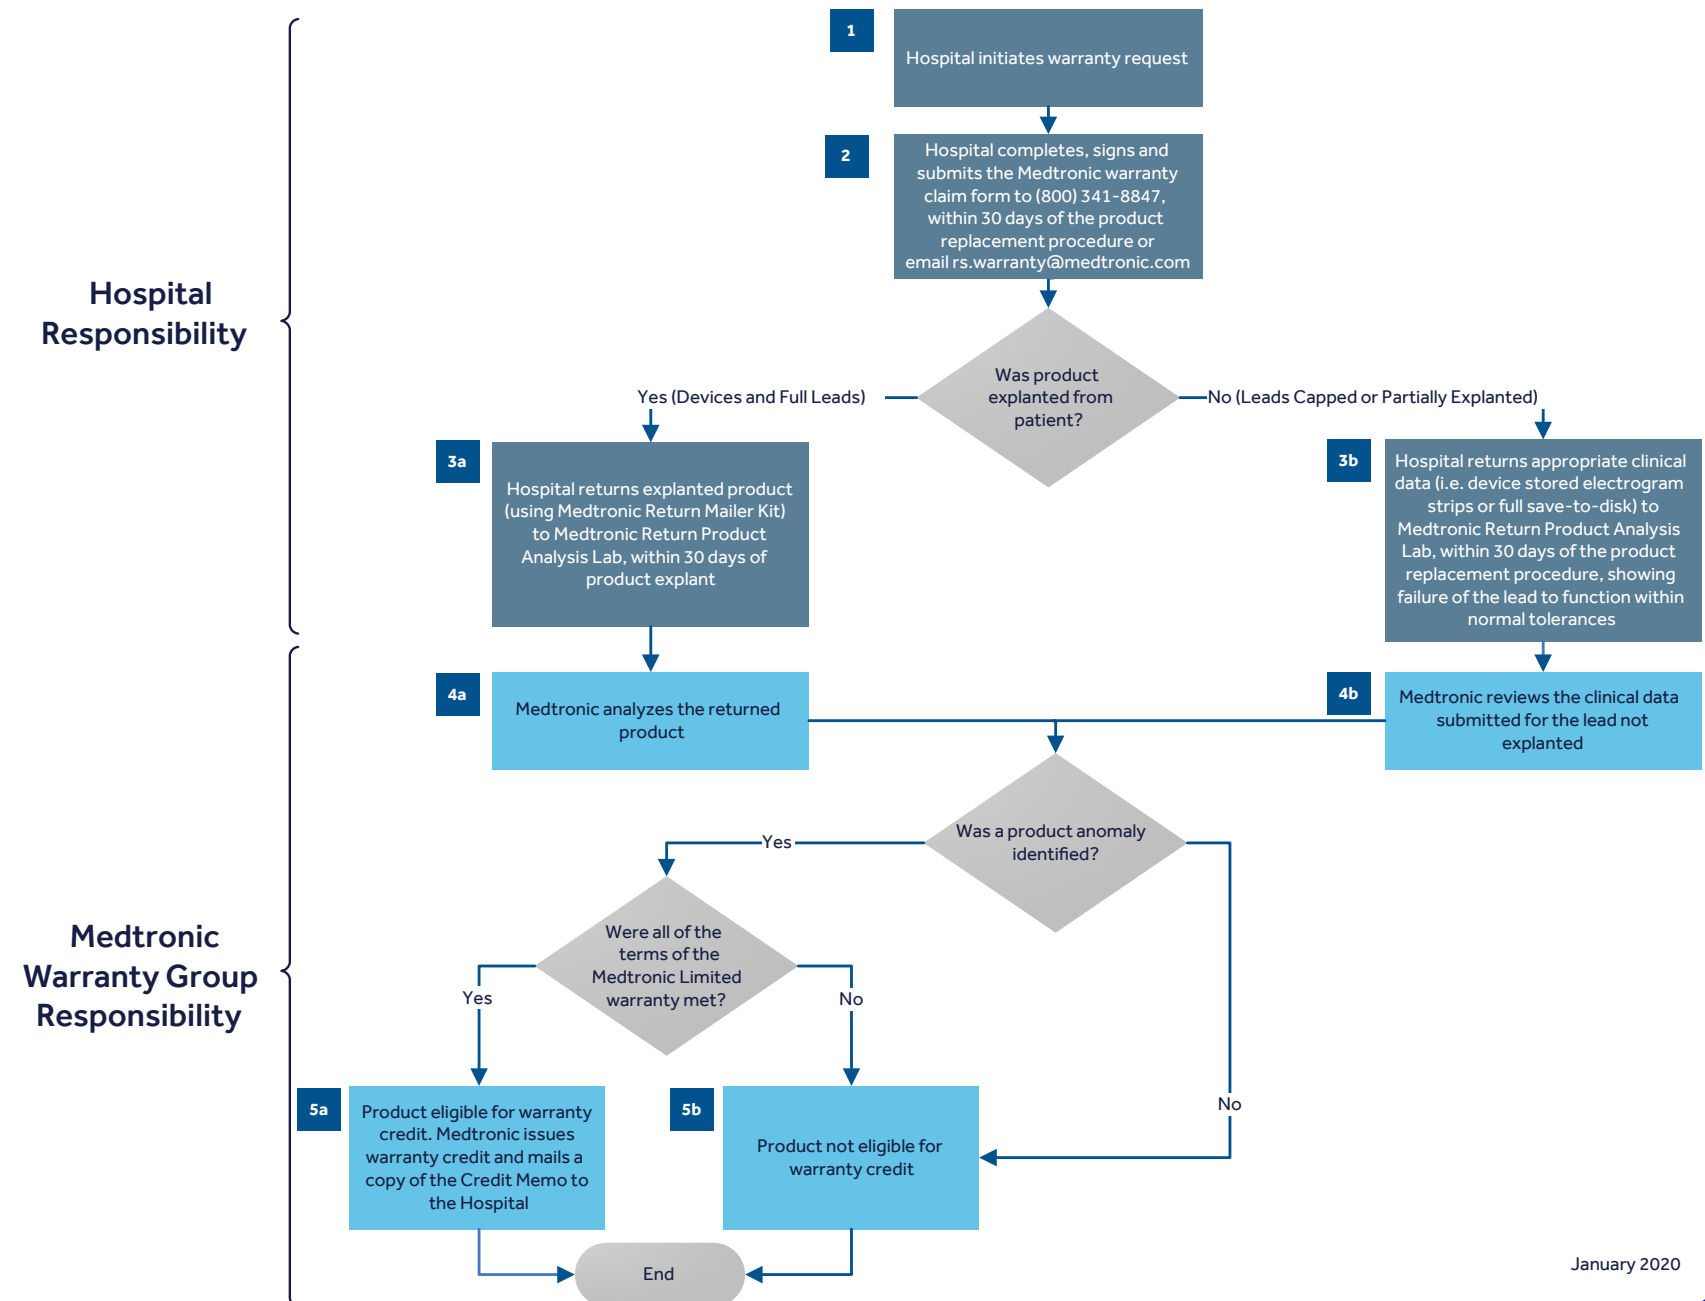 1
Hospital initiates warranty request
2
Hospital completes, signs and
submits the Medtronic warranty
claim form to (800) 341-8847,
within 30 days of the product
replacement procedure or
email rs.warranty@medtronic.com
Hospital
Responsibility
Was product
explanted from
patient?
Yes (Devices and Full Leads)
No (Leads Capped or Partially Explanted)
3a
Hospital returns explanted product
(using Medtronic Return Mailer Kit)
to Medtronic Return Product
Analysis Lab, within 30 days of
product explant
3b
Hospital returns appropriate clinical
data (i.e. device stored electrogram
strips or full save-to-disk) to
Medtronic Return Product Analysis
Lab, within 30 days of the product
replacement procedure, showing
failure of the lead to function within
normal tolerances
4a
Medtronic analyzes the returned
product
4b
Medtronic reviews the clinical data
submitted for the lead not
explanted
Was a product anomaly
identified?
Yes
Medtronic
Warranty Group
Responsibility
Were all of the
terms of the
Medtronic Limited
warranty met?
Yes
No
No
5a
Product eligible for warranty
credit. Medtronic issues
warranty credit and mails a
copy of the Credit Memo to
the Hospital
5b
Product not eligible for
warranty credit
End
January 2020